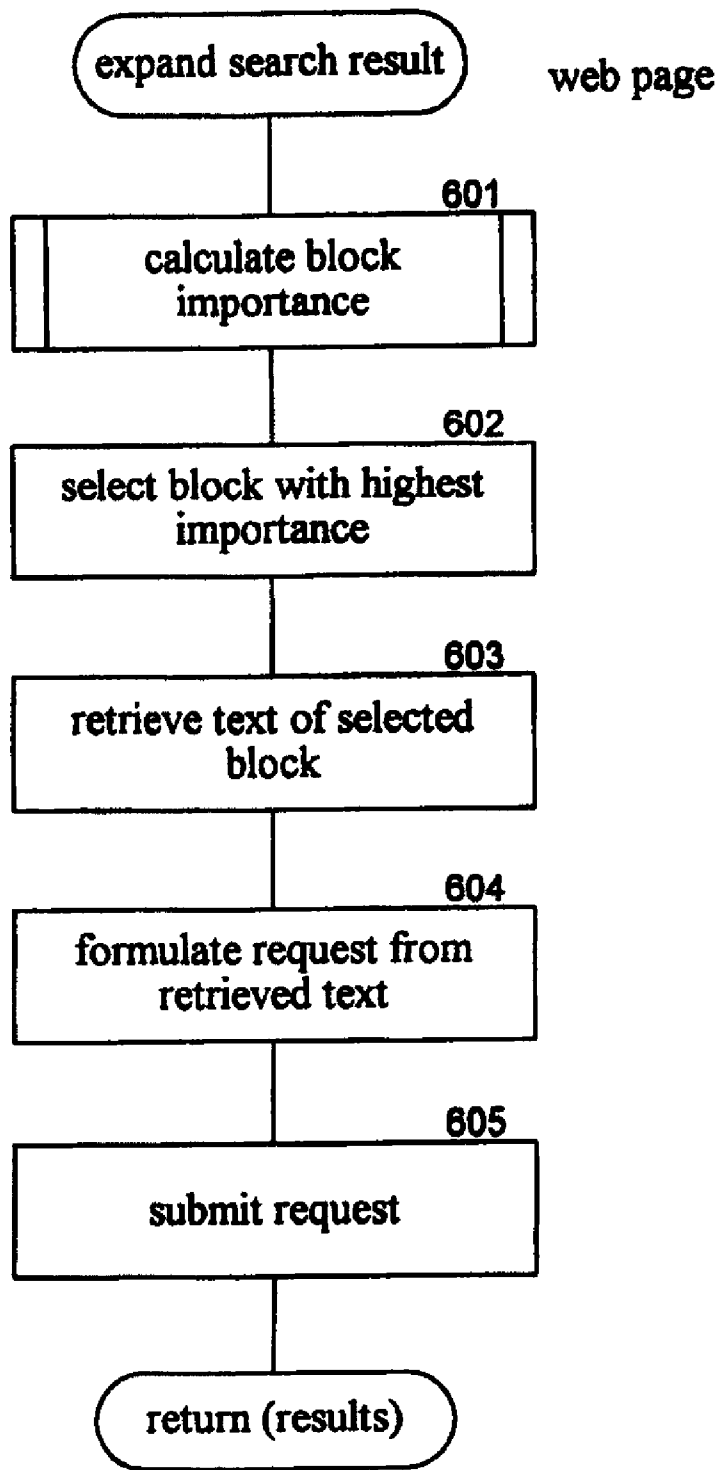 expand search result
web page
601
calculate block
importance
602
select block with highest
importance
603
retrieve text of selected
block
604
formulate request from
retrieved text
605
submit request
return (results)